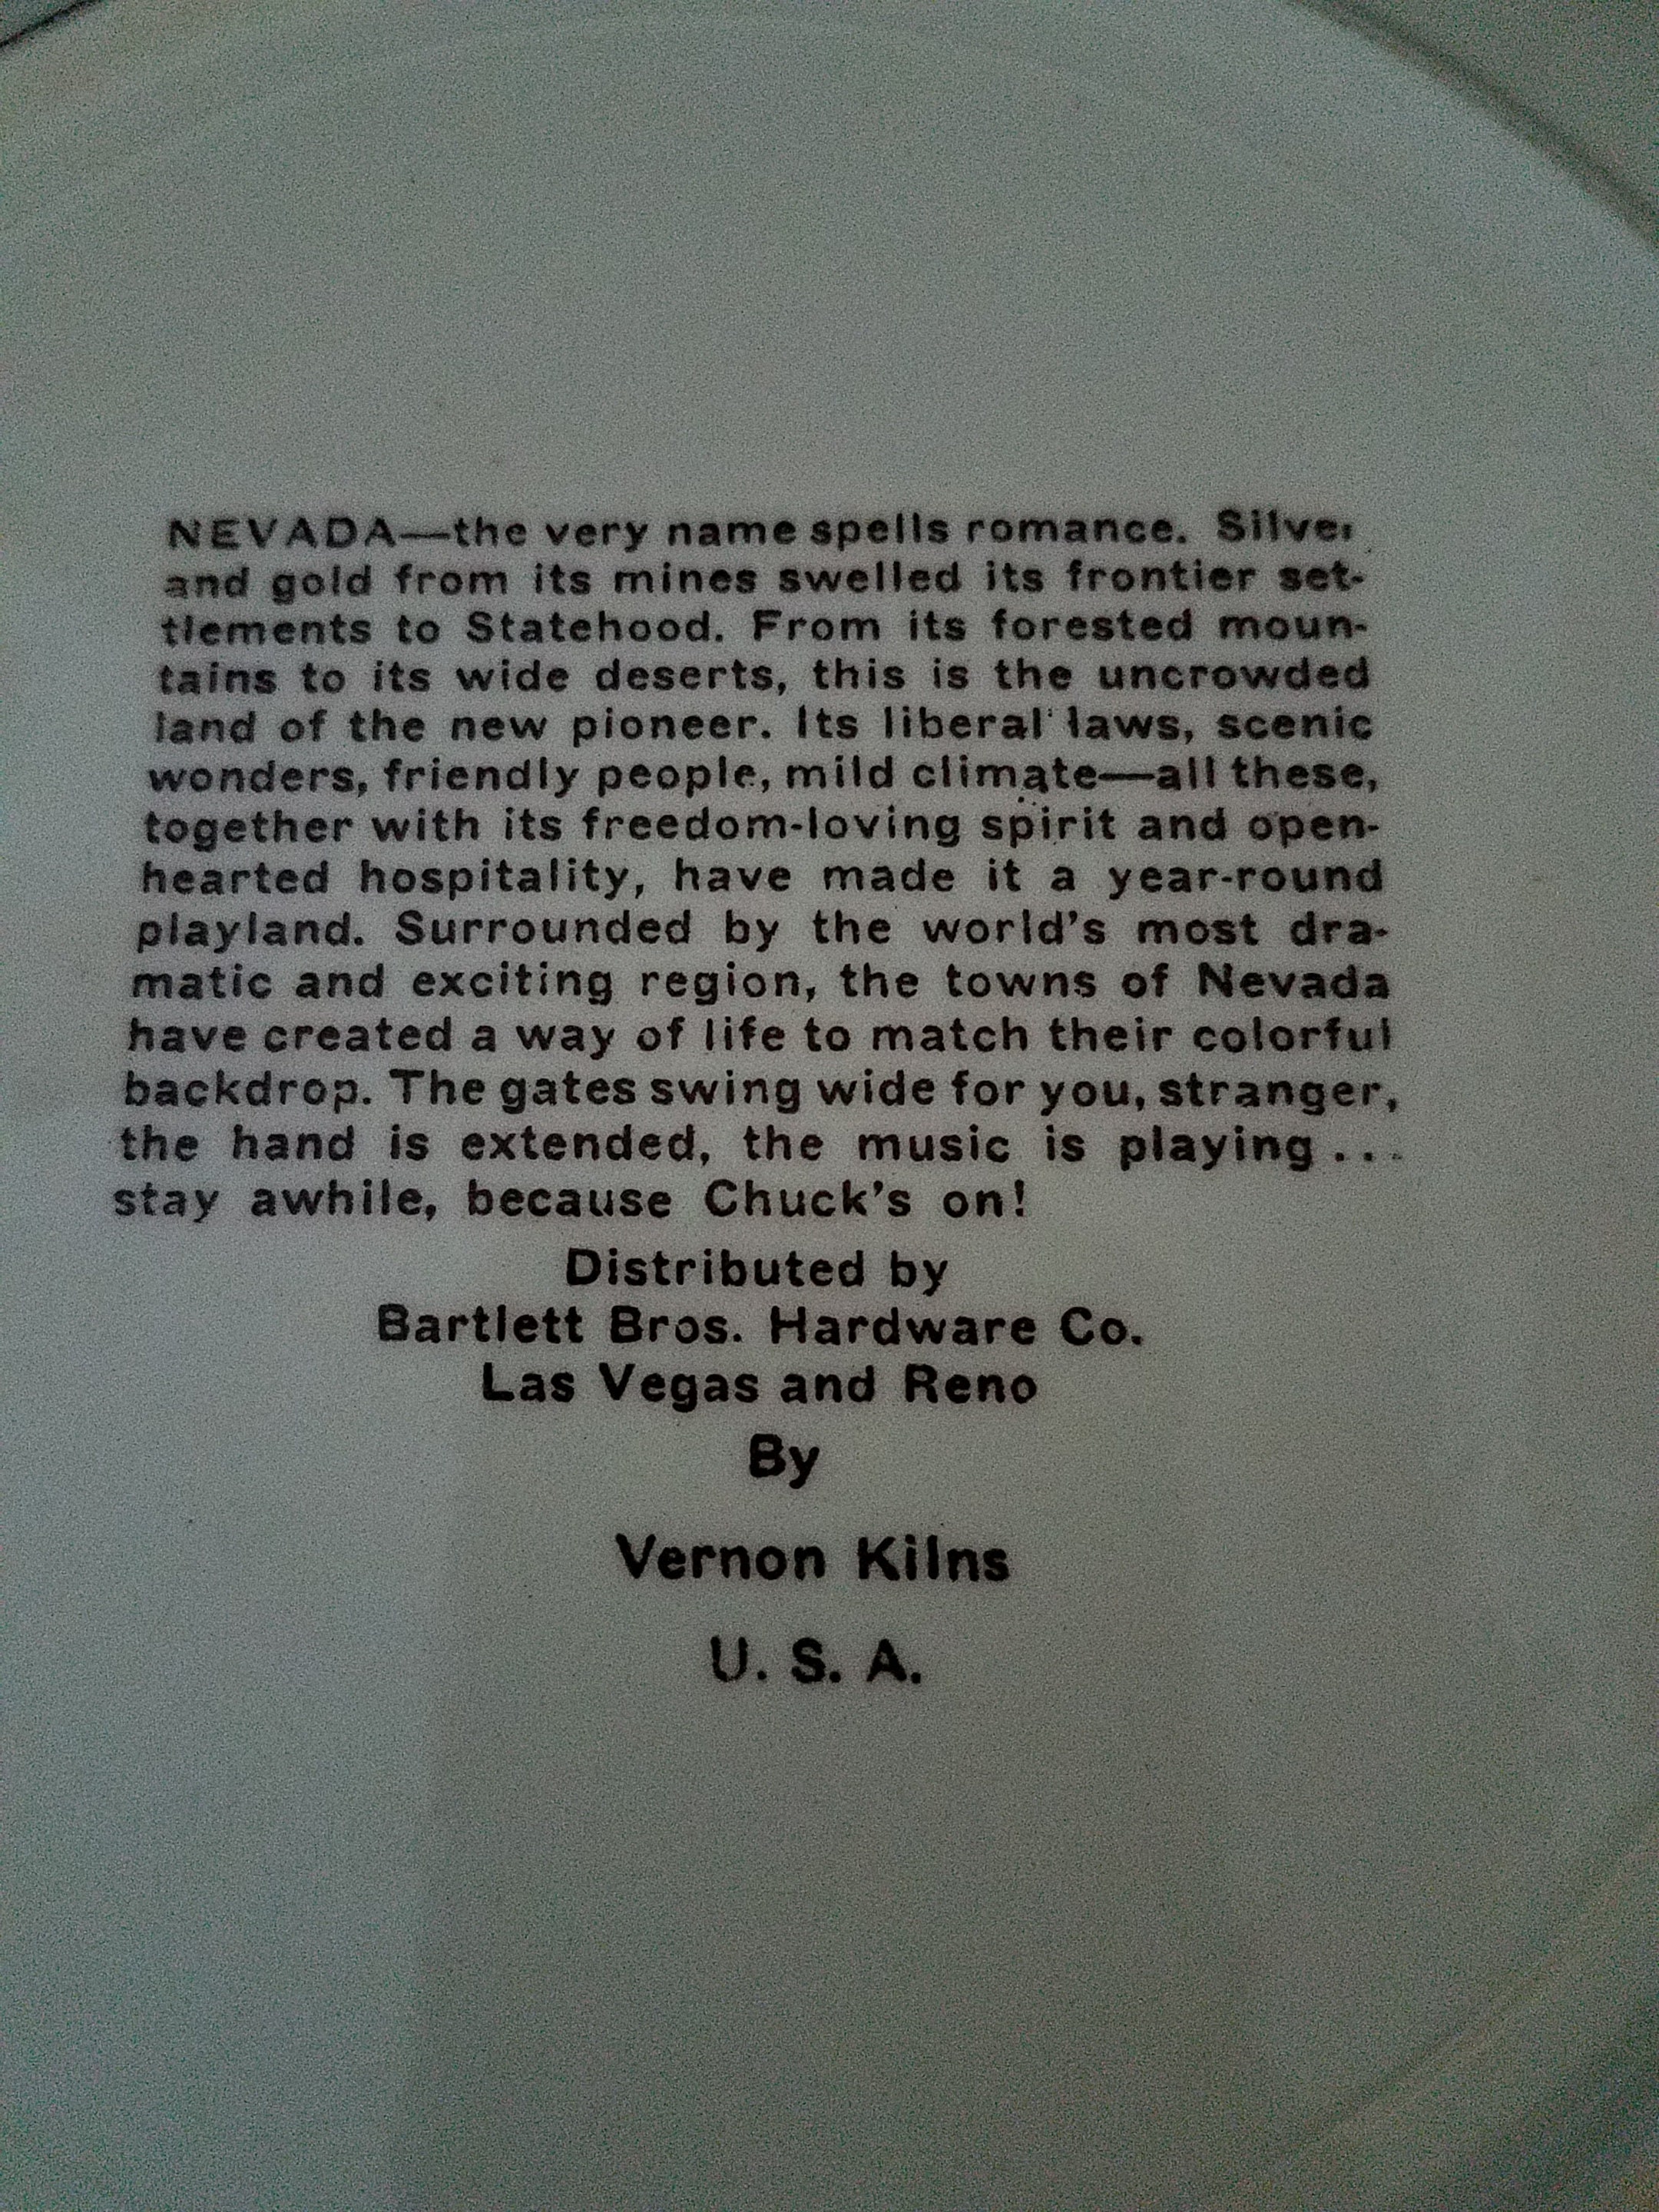 NEVADA—the very name spells romance. Silver
and gold from its mines swelled its frontier set-
tlements to Statehood. From its forested moun-
tains to its wide deserts, this is the uncrowded
land of the new pioneer. Its liberal laws, scenic
wonders, friendly people, mild climate—all these,
together with its freedom-loving spirit and open-
hearted hospitality, have made it a year-round
playland. Surrounded by the world's most dra-
matic and exciting region, the towns of Nevada
have created a way of life to match their colorful
backdrop. The gates swing wide for you, stranger,
the hand is extended, the music is playing...
stay awhile, because Chuck's on!
Distributed by
Bartlett Bros. Hardware Co.
Las Vegas and Reno
By
Vernon Kilns
U. S. A.